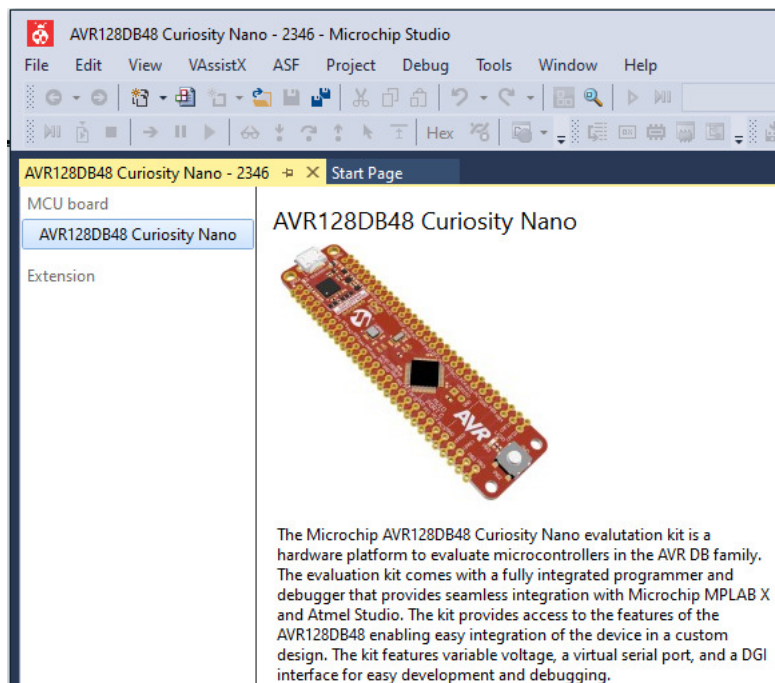 AVR128DB48 Curiosity Nano - 2346 - Microchip Studio
File Edit View VAssistX ASF Project Debug Tools Window Help
Hex
AVR128DB48 Curiosity Nano - 2346 Start Page
MCU board
AVR128DB48 Curiosity Nano
Extension
AVR128DB48 Curiosity Nano
AVR
The Microchip AVR128DB48 Curiosity Nano evalutation kit is a
hardware platform to evaluate microcontrollers in the AVR DB family.
The evaluation kit comes with a fully integrated programmer and
debugger that provides seamless integration with Microchip MPLAB X
and Atmel Studio. The kit provides access to the features of the
AVR128DB48 enabling easy integration of the device in a custom
design. The kit features variable voltage, a virtual serial port, and a DGI
interface for easy development and debugging.